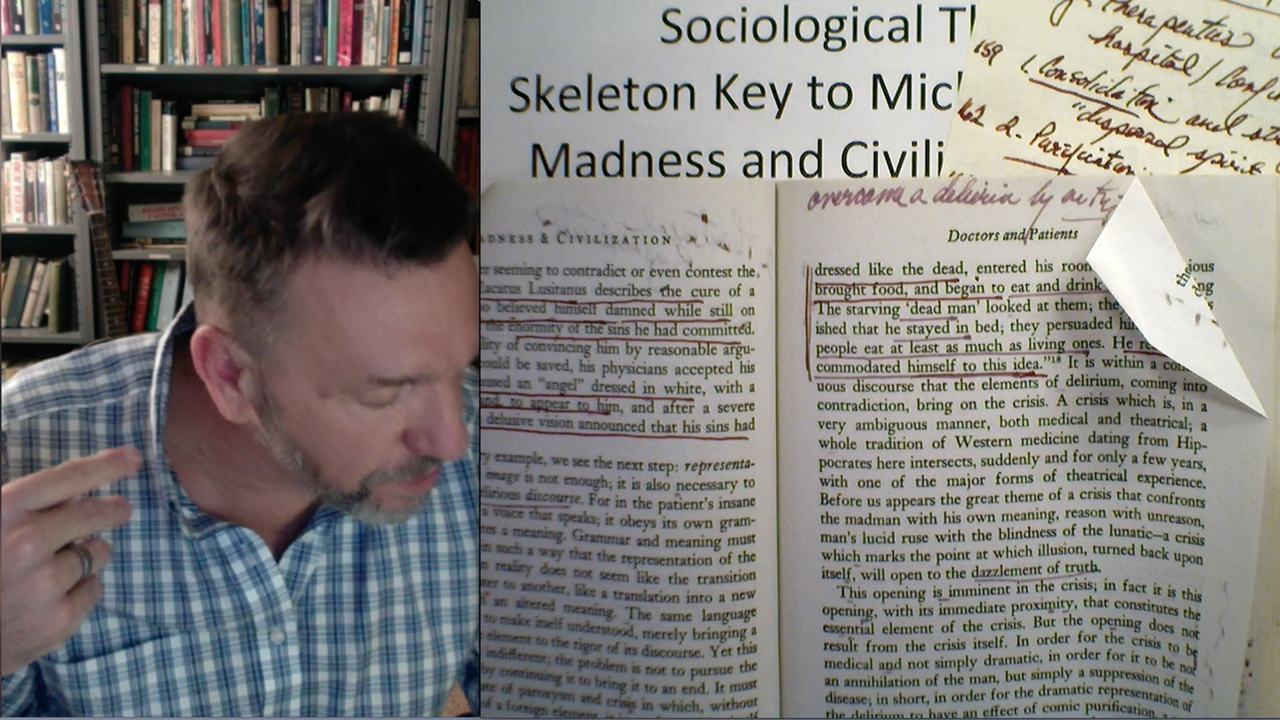 Sociological T
Skeleton Key to Mic
Madness and Civili
Therapeutics
hospital / Conf
159 1. Consolidation and
"dispersed spirit
162 2. Purification
overcome a deliria by
DNESS & CIVILIZATION
seeming to contradict or even contest the
Lusitanus describes the cure of a
believed himself damned while still on
the enormity of the sins he had committed.
lity of convincing him by reasonable argu-
ould be saved, his physicians accepted his
used an "angel" dressed in white, with a
nd, to appear to him, and after a severe
delusive vision announced that his sins had
example, we see the next step: representa-
is not enough; it is also necessary to
discourse. For in the patient's insane
a voice that speaks; it obeys its own gram-
a meaning. Grammar and meaning must
in such a way that the representation of the
reality does not seem like the transition
to another, like a translation into a new
an altered meaning. The same language
to make itself understood, merely bringing a
element to the rigor of its discourse. Yet this
indifferent; the problem is not to pursue the
by continuing to bring it to an end. It must
of paroxysm and crisis in which, without
of a foreign element,
Doctors and Patients
dressed like the dead, entered his room
brought food, and began to eat and drink
The starving 'dead man' looked at them;
ished that he stayed in bed; they persuaded
people eat at least as much as living ones. He
commodated himself to this idea."18 It is within a
uous discourse that the elements of delirium, coming into
contradiction, bring on the crisis. A crisis which is, in a
very ambiguous manner, both medical and theatrical; a
whole tradition of Western medicine dating from Hip-
pocrates here intersects, suddenly and for only a few years,
with one of the major forms of theatrical experience.
Before us appears the great theme of a crisis that confronts
the madman with his own meaning, reason with unreason,
man's lucid ruse with the blindness of the lunatic—a crisis
which marks the point at which illusion, turned back upon
itself, will open to the dazzlement of truth.
This opening is imminent in the crisis; in fact it is this
opening, with its immediate proximity, that constitutes the
essential element of the crisis. But the opening does not
result from the crisis itself. In order for the crisis to be
medical and not simply dramatic, in order for it to be not
an annihilation of the man, but simply a suppression of the
disease; in short, in order for the dramatic representation of
the delirium to have an effect of comic purification,